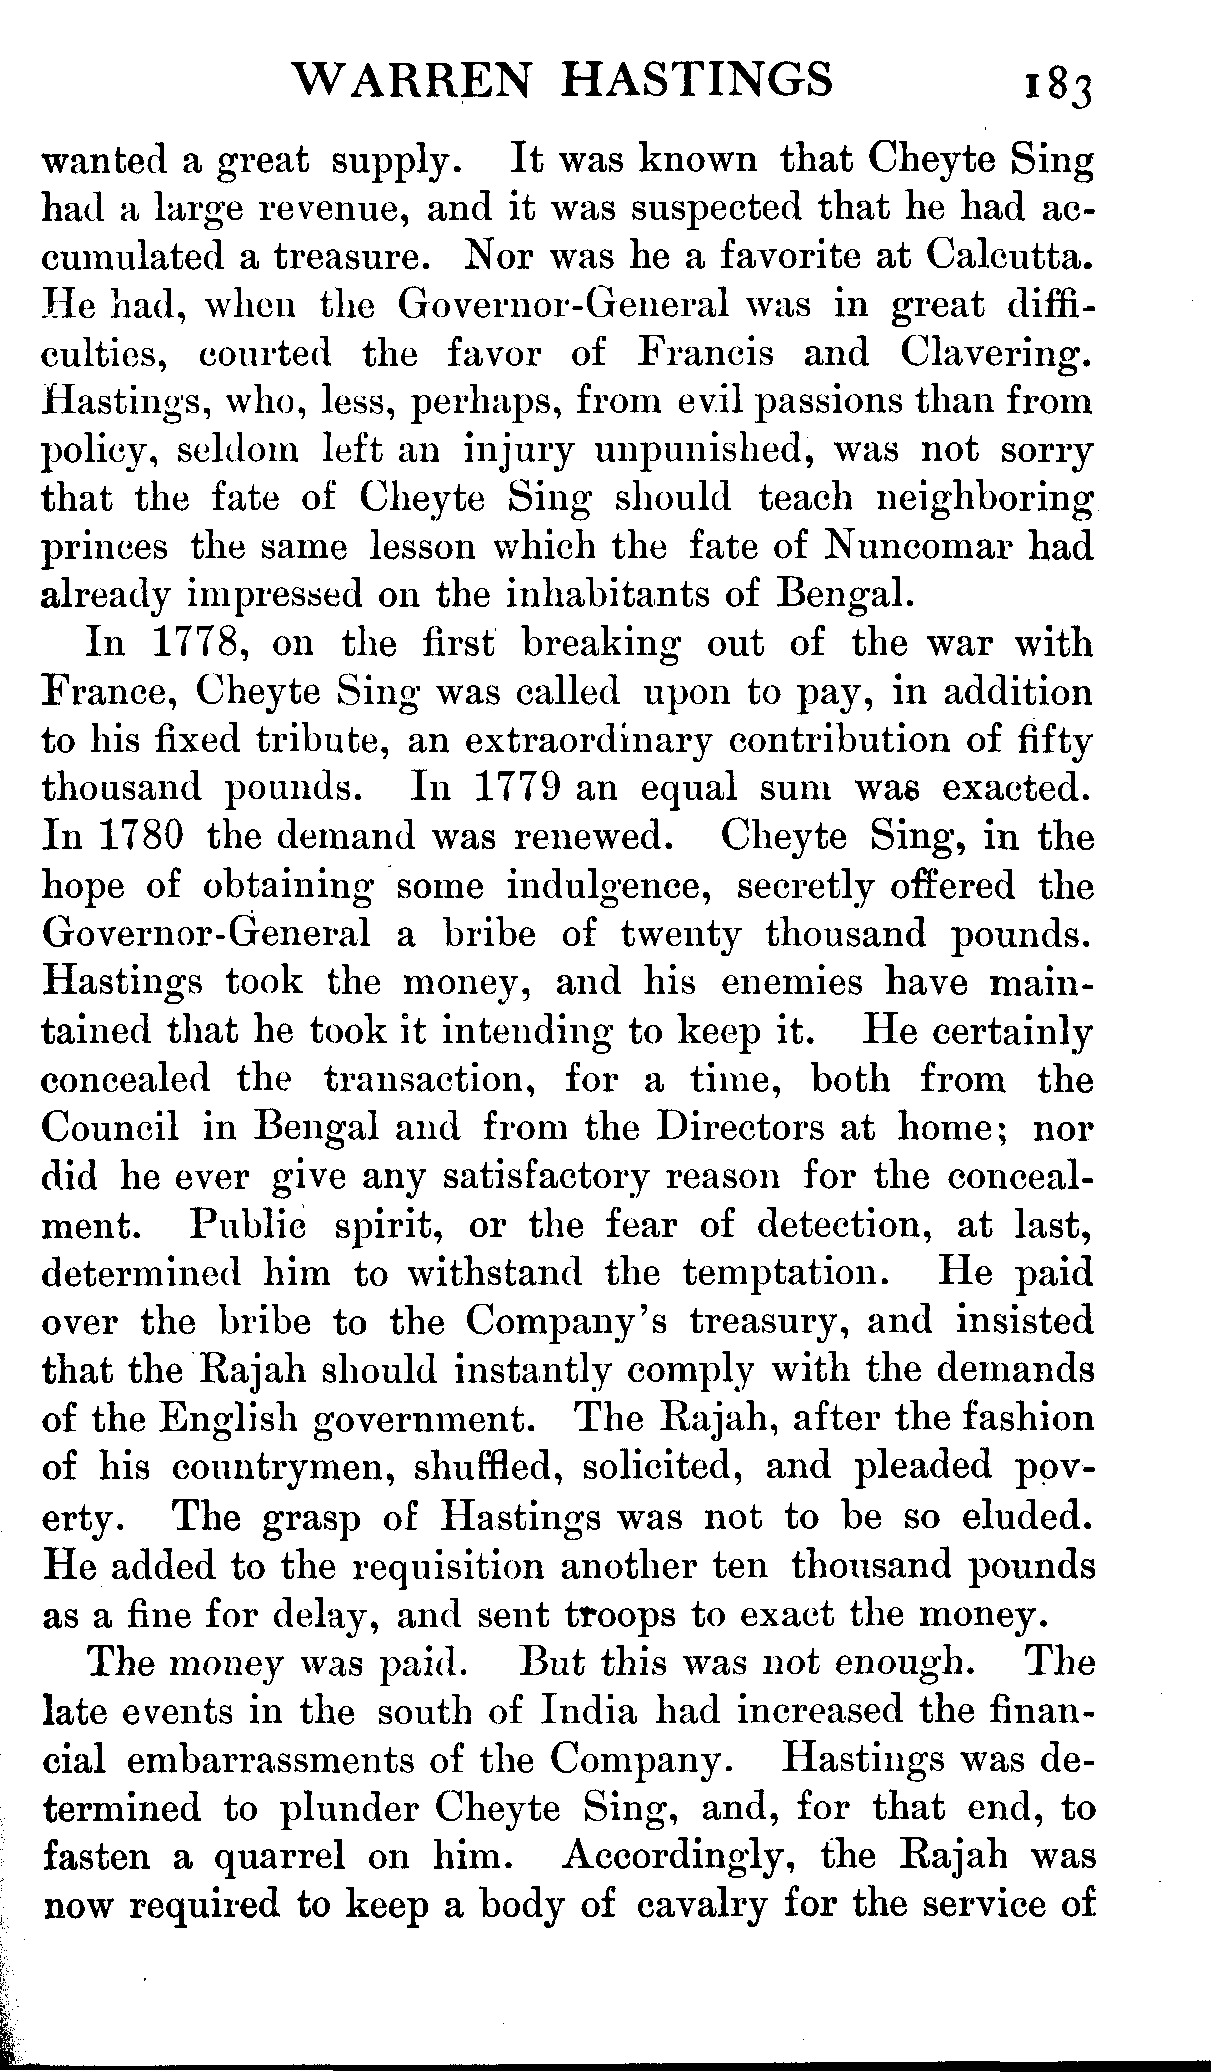 WARREN HASTINGS 183
wanted a great supply. It was known that Cheyte Sing
had a large revenue, and it was suspected that he had ac-
cumulated a treasure. Nor was he a favorite at Calcutta.
He had, when the Governor-General was in great diffi-
culties, courted the favor of Francis and Clavering.
Hastings, who, less, perhaps, from evil passions than from
policy, seldom left an injury unpunished, was not sorry
that the fate of Cheyte Sing should teach neighboring
princes the same lesson which the fate of Nuncomar had
already impressed on the inhabitants of Bengal.
In 1778, on the first breaking out of the war with
France, Cheyte Sing was called upon to pay, in addition
to his fixed tribute, an extraordinary contribution of fifty
thousand pounds. In 1779 an equal sum was exacted.
In 1780 the demand was renewed. Cheyte Sing, in the
hope of obtaining some indulgence, secretly offered the
Governor-General a bribe of twenty thousand pounds.
Hastings took the money, and his enemies have main-
tained that he took it intending to keep it. He certainly
concealed the transaction, for a time, both from the
Council in Bengal and from the Directors at home; nor
did he ever give any satisfactory reason for the conceal-
ment. Public spirit, or the fear of detection, at last,
determined him to withstand the temptation. He paid
over the bribe to the Company's treasury, and insisted
that the Rajah should instantly comply with the demands
of the English government. The Rajah, after the fashion
of his countrymen, shuffled, solicited, and pleaded pov-
erty. The grasp of Hastings was not to be so eluded.
He added to the requisition another ten thousand pounds
as a fine for delay, and sent troops to exact the money.
The money was paid. But this was not enough. The
late events in the south of India had increased the finan-
cial embarrassments of the Company. Hastings was de-
termined to plunder Cheyte Sing, and, for that end, to
fasten a quarrel on him. Accordingly, the Rajah was
now required to keep a body of cavalry for the service of